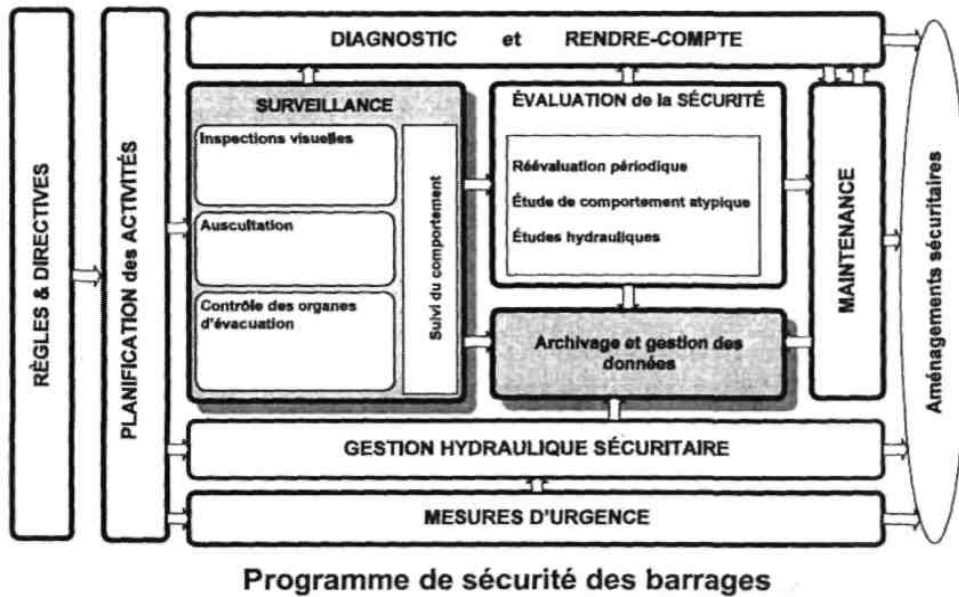 RÈGLES & DIRECTIVES
PLANIFICATION des ACTIVITÉS
DIAGNOSTIC et RENDRE-COMPTE
SURVEILLANCE
Inspections visuelles
Auscultation
Contrôle des organes
d'évacuation
Suivi du comportement
ÉVALUATION de la SÉCURITÉ
Réévaluation périodique
Étude de comportement atypique
Études hydrauliques
Archivage et gestion des
données
MAINTENANCE
GESTION HYDRAULIQUE SÉCURITAIRE
MESURES D'URGENCE
Aménagements sécuritaires
Programme de sécurité des barrages